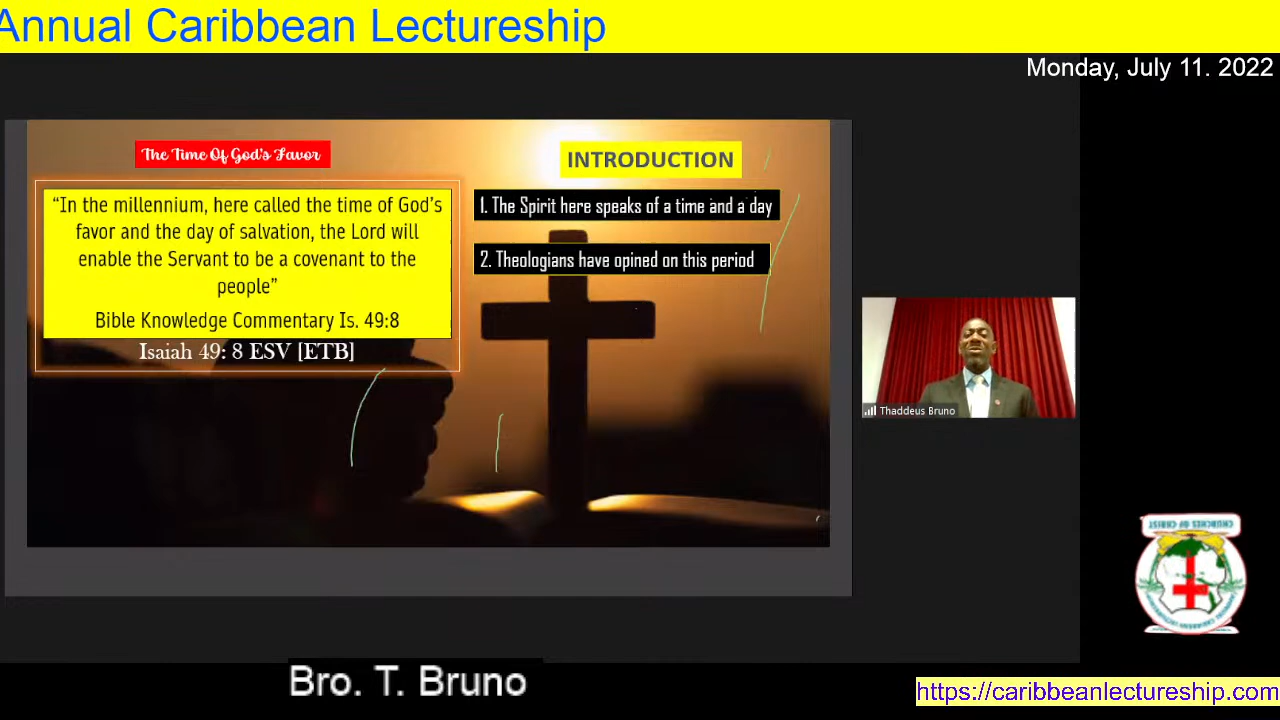 Annual Caribbean Lectureship
Monday, July 11. 2022
The Time Of God's Favor
INTRODUCTION
"In the millennium, here called the time of God's
favor and the day of salvation, the Lord will
enable the Servant to be a covenant to the
people"
Bible Knowledge Commentary Is. 49:8
Isaiah 49: 8 ESV [ETB]
1. The Spirit here speaks of a time and a day
2. Theologians have opined on this period
Thaddeus Bruno
CHURCHES OF CHRIST
Bro. T. Bruno
https://caribbeanlectureship.com